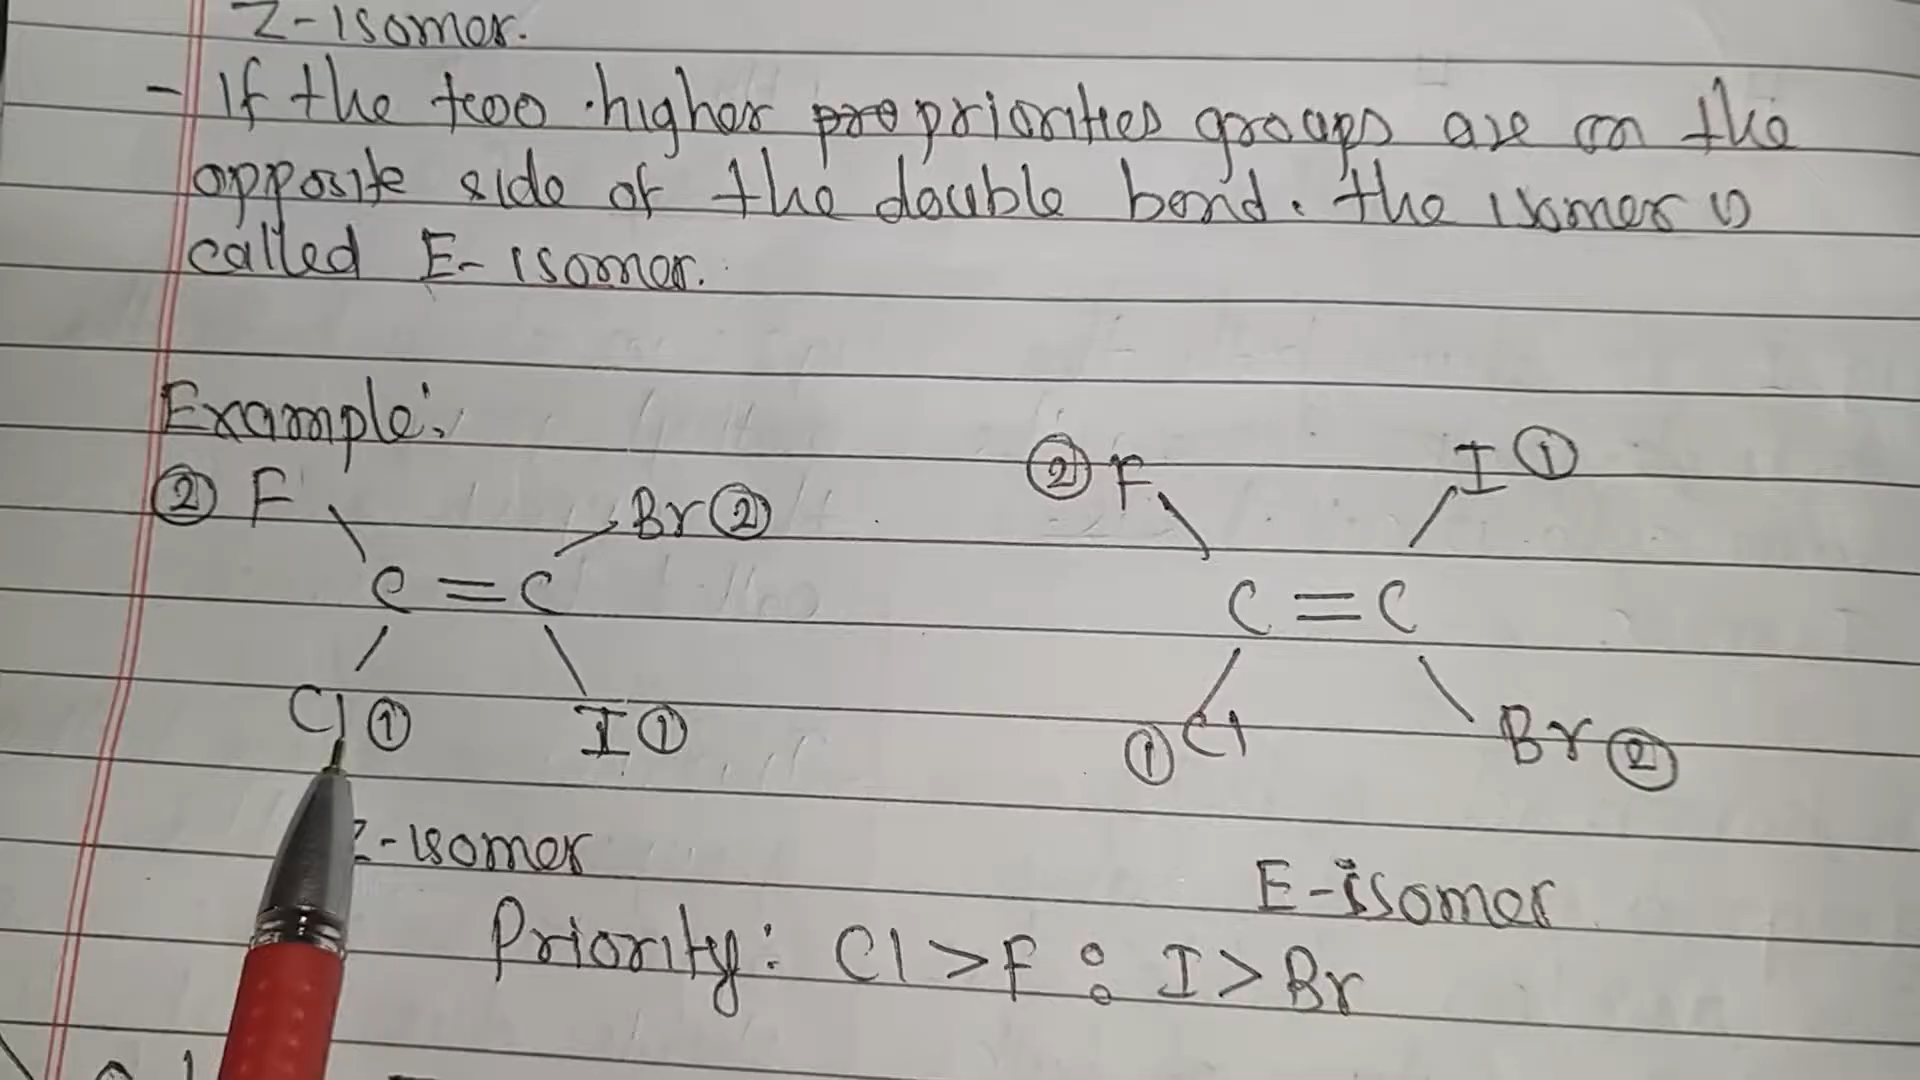 Z-isomer.
- If the two higher pro priorities groups are on the
opposite side of the double bond. the isomer is
called E-isomer.
Example:
② F Br ②
C = C
Cl ① I ①
Z-isomer
② F I ①
C = C
① Cl Br ②
E-isomer
Priority: Cl > F : I > Br